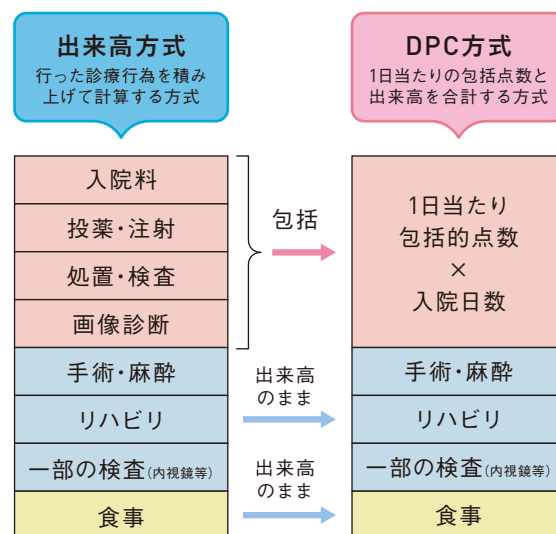 出来高方式
行った診療行為を積み
上げて計算する方式
DPC方式
1日当たりの包括点数と
出来高を合計する方式
入院料
投薬・注射
処置・検査
画像診断
手術・麻酔
リハビリ
一部の検査(内視鏡等)
食事
包括
出来高
のまま
出来高
のまま
1日当たり
包括的点数
×
入院日数
手術・麻酔
リハビリ
一部の検査(内視鏡等)
食事